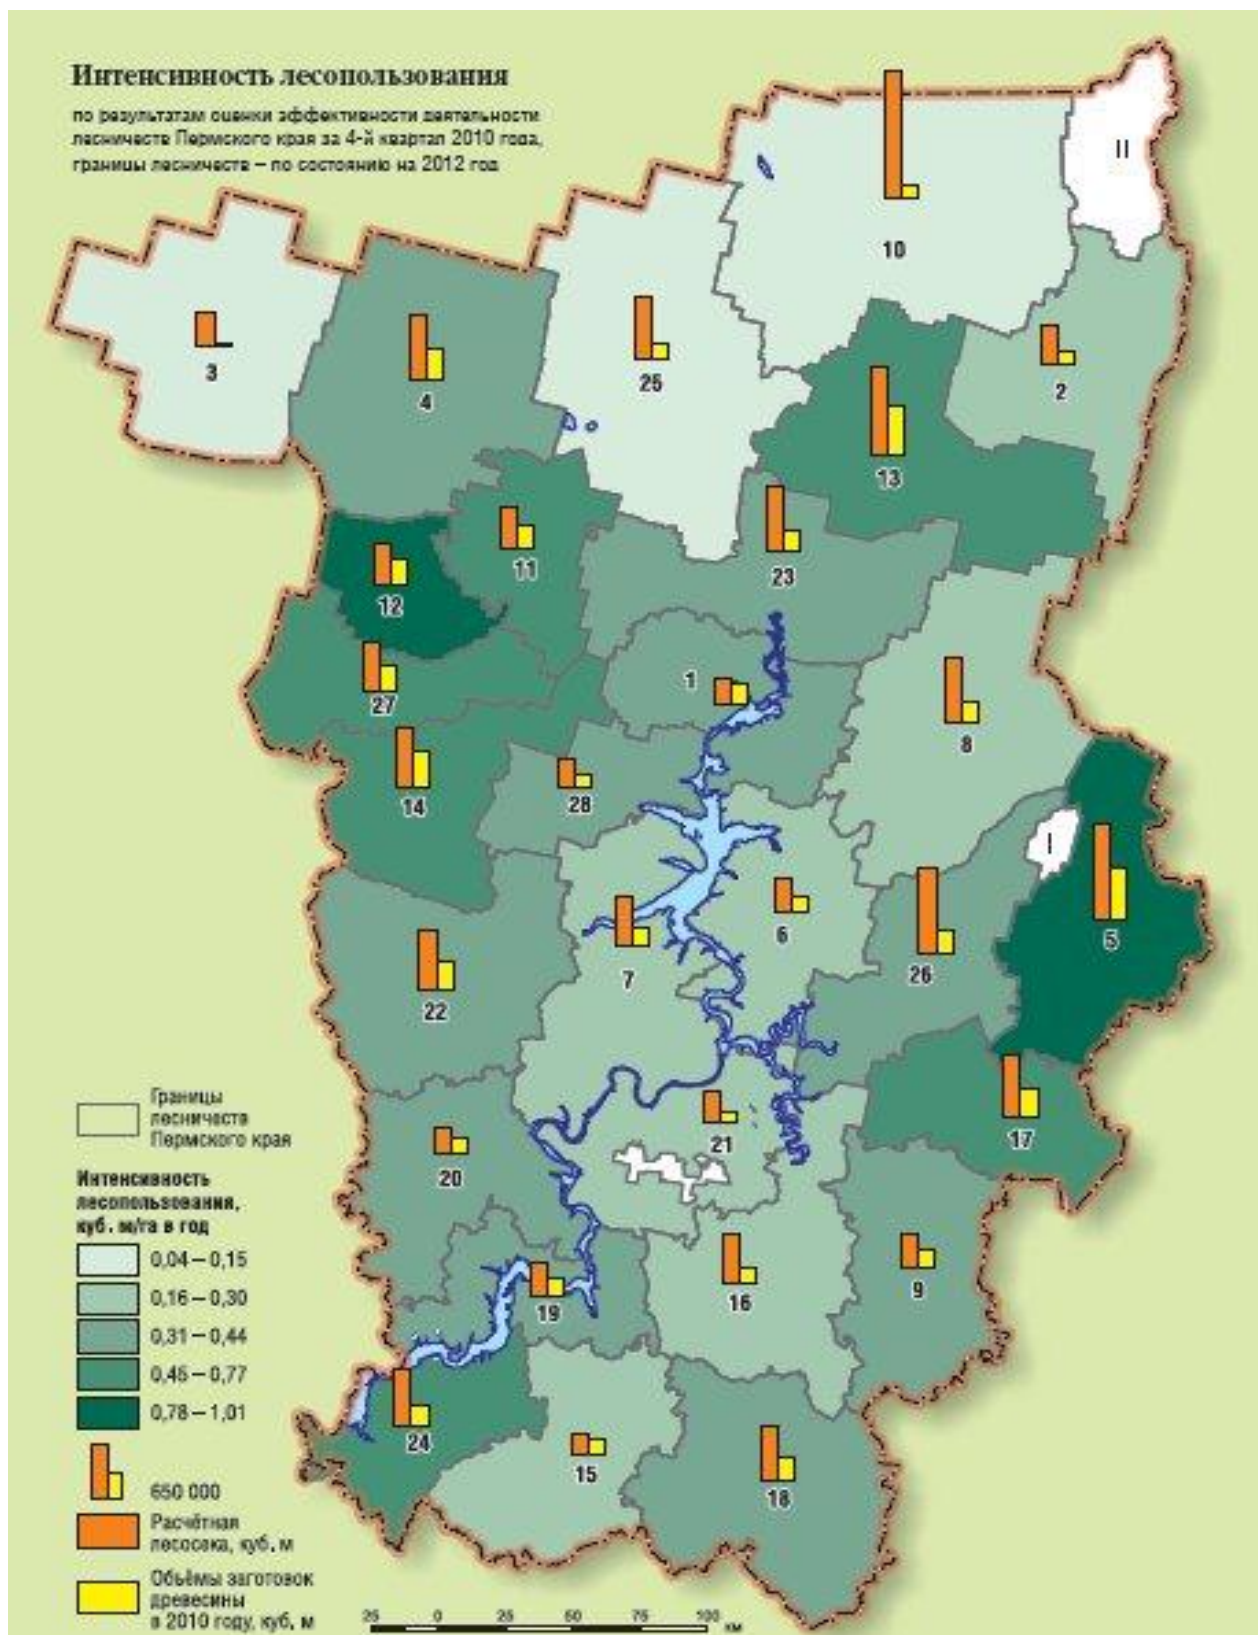 Интенсивность лесопользования
по результатам оценки эффективности деятельности
лесничеств Пермского края за 4-й квартал 2010 года,
границы лесничеств – по состоянию на 2012 год
II
10
3
4
25
2
13
11
12
23
27
1
8
14
28
I
5
6
26
7
22
17
21
20
9
16
19
24
15
18
Границы
лесничеств
Пермского края
Интенсивность
лесопользования,
куб. м/га в год
0,04 – 0,15
0,16 – 0,30
0,31 – 0,44
0,45 – 0,77
0,78 – 1,01
650 000
Расчётная
лесосека, куб. м
Объёмы заготовок
древесины
в 2010 году, куб. м
25 0 25 50 75 100 км